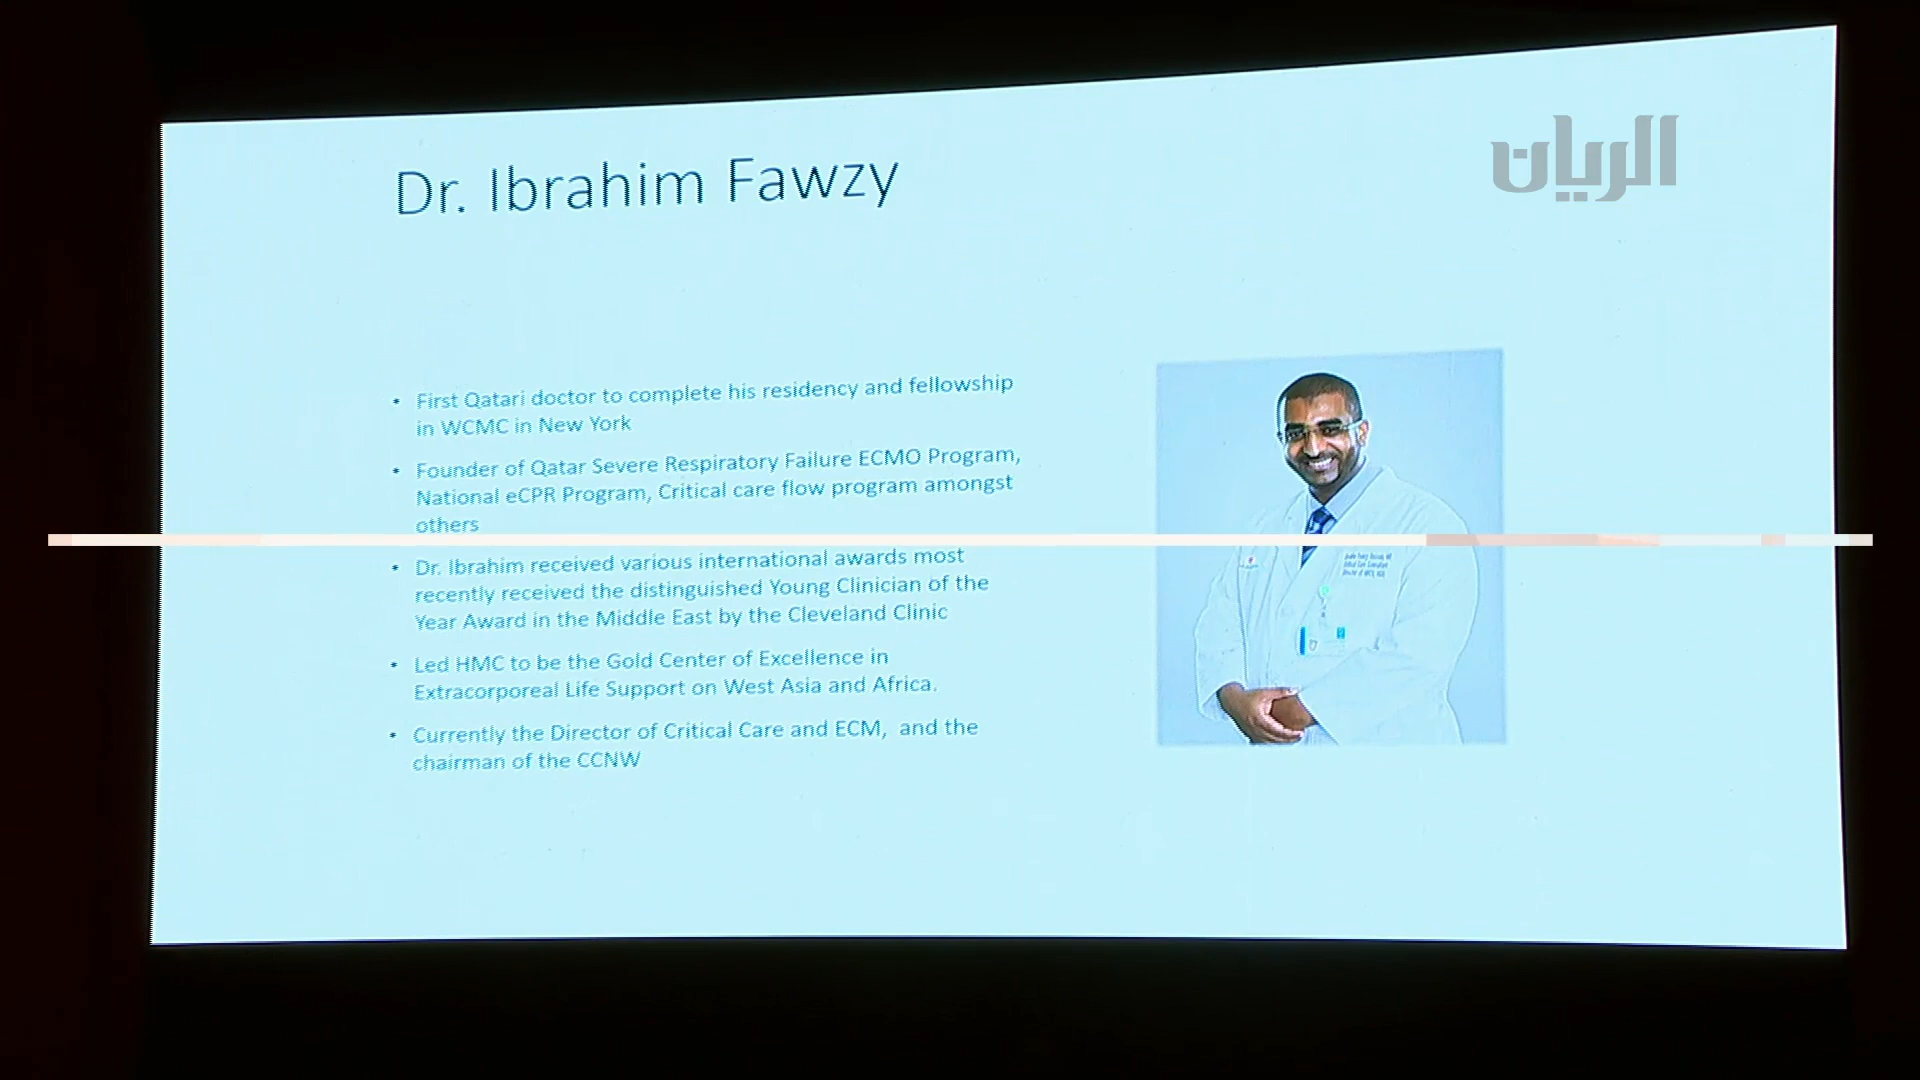 الريان
Dr. Ibrahim Fawzy
• First Qatari doctor to complete his residency and fellowship
in WCMC in New York
• Founder of Qatar Severe Respiratory Failure ECMO Program,
National eCPR Program, Critical care flow program amongst
others
• Dr. Ibrahim received various international awards most
recently received the distinguished Young Clinician of the
Year Award in the Middle East by the Cleveland Clinic
• Led HMC to be the Gold Center of Excellence in
Extracorporeal Life Support on West Asia and Africa.
• Currently the Director of Critical Care and ECM, and the
chairman of the CCNW